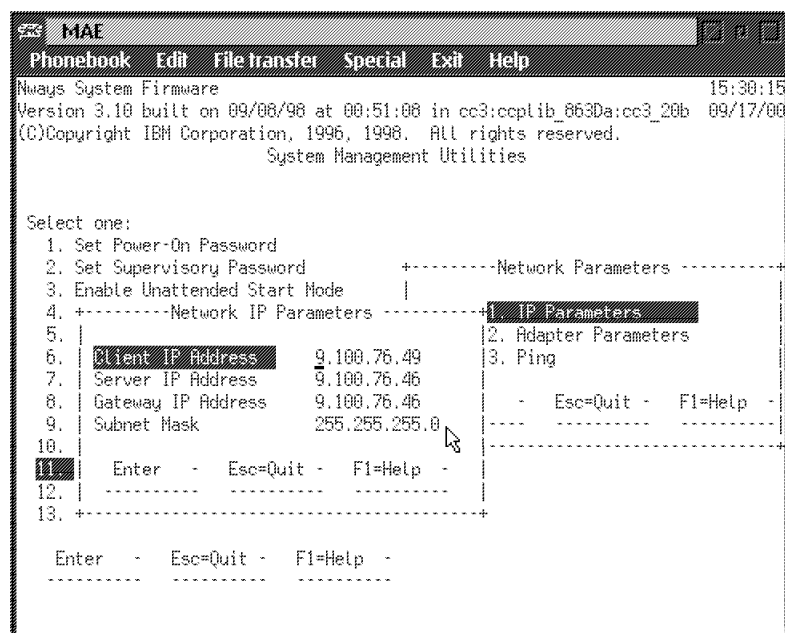 MAE
Phonebook Edit File transfer Special Exit Help
Nways System Firmware 15:30:15
Version 3.10 built on 09/08/98 at 00:51:08 in cc3:ccplib_863Da:cc3_20b 09/17/00
(C)Copyright IBM Corporation, 1996, 1998. All rights reserved.
System Management Utilities
Select one:
1. Set Power-On Password
2. Set Supervisory Password +---------Network Parameters ----------+
3. Enable Unattended Start Mode | |
4. +---------Network IP Parameters ----------+1. IP Parameters |
5. | |2. Adapter Parameters |
6. | Client IP Address 9.100.76.49 |3. Ping |
7. | Server IP Address 9.100.76.46 | |
8. | Gateway IP Address 9.100.76.46 | - Esc=Quit - F1=Help -|
9. | Subnet Mask 255.255.255.0 |---- ---------- ----------|
10. | |-------------------------------+
11. | Enter - Esc=Quit - F1=Help - |
12. | ---------- ---------- ---------- |
13. +-----------------------------------------+
Enter - Esc=Quit - F1=Help -
---------- ---------- ----------